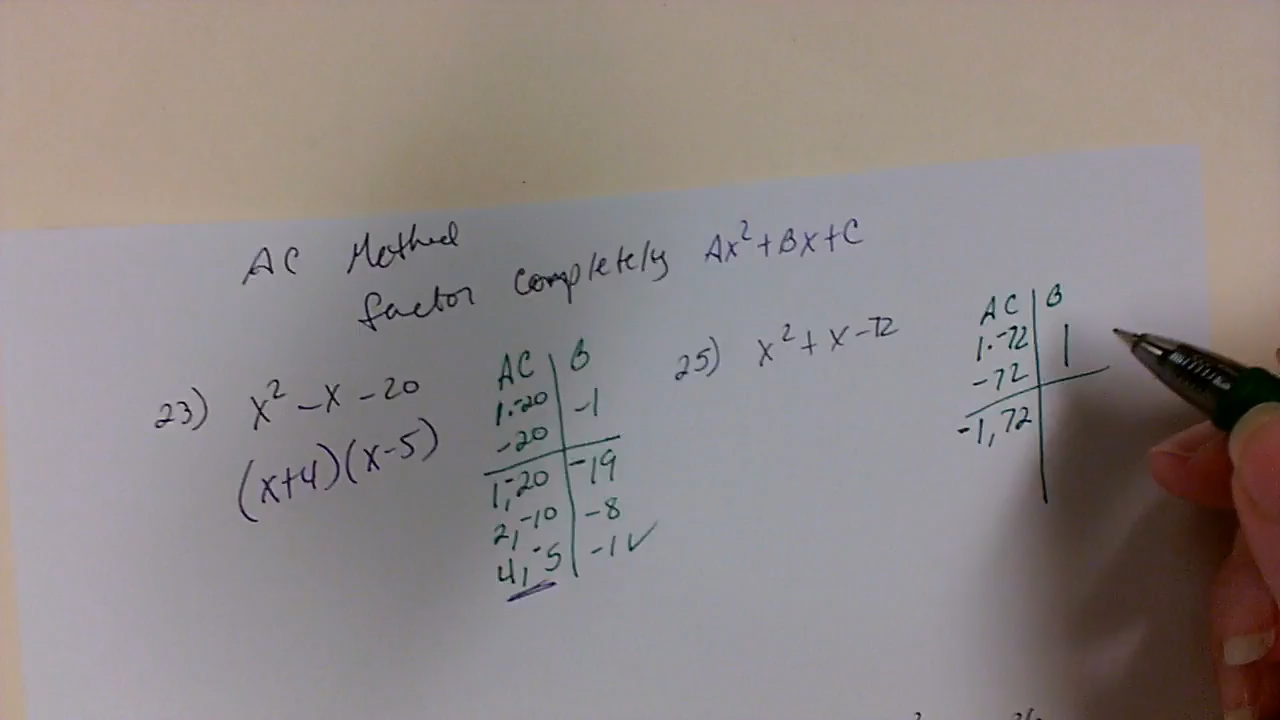 AC Method
factor completely Ax²+Bx+C
23) x²-x-20
(x+4)(x-5)
AC | B
1·-20 | -1
-20
1,-20 | -19
2,-10 | -8
4,-5 | -1 ✓
25) x²+x-72
AC | B
1·-72 | 1
-72
-1,72